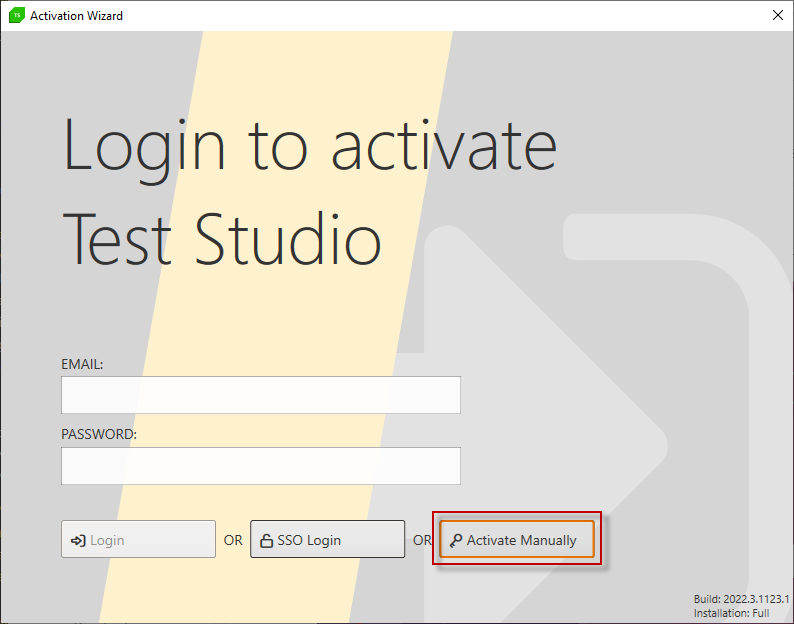 TS Activation Wizard
Login to activate
Test Studio
EMAIL:
PASSWORD:
Login OR SSO Login OR Activate Manually
Build: 2022.3.1123.1
Installation: Full